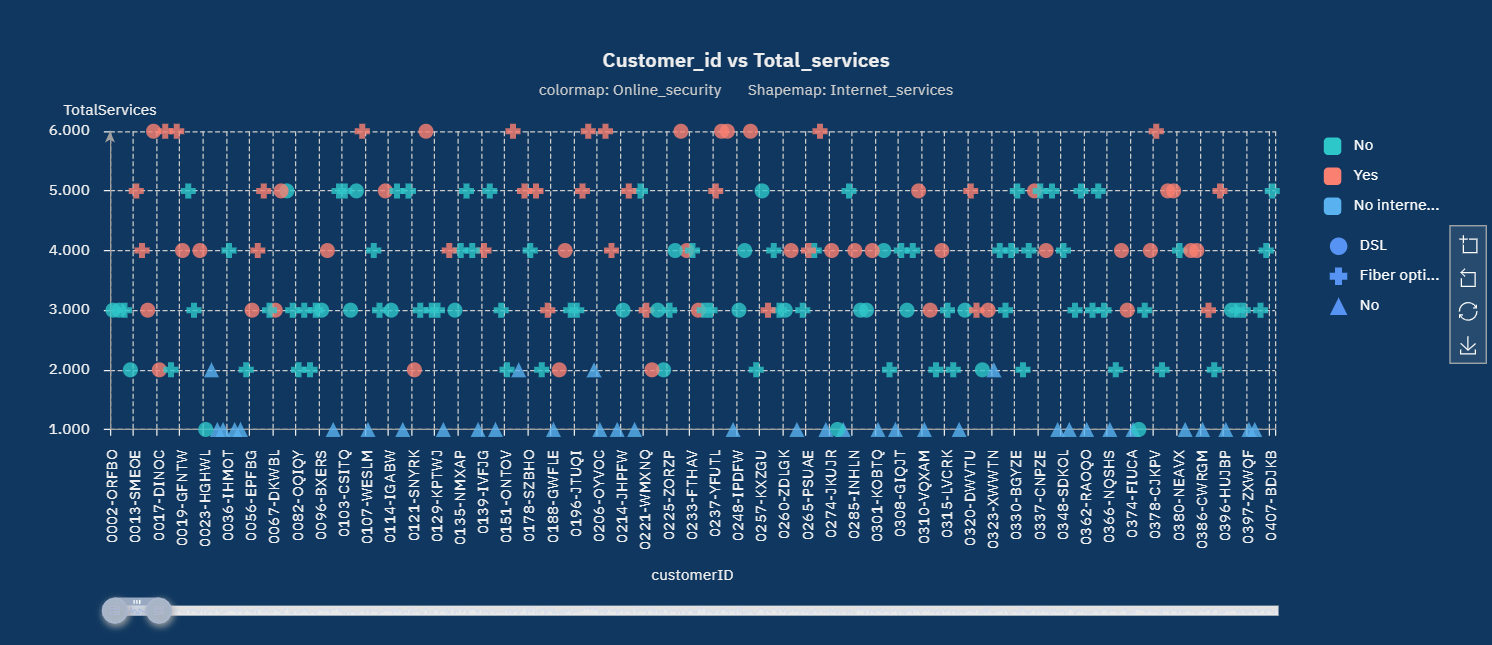 Customer_id vs Total_services
colormap: Online_security Shapemap: Internet_services
TotalServices
6.000
5.000
4.000
3.000
2.000
1.000
0002-ORFBO
0013-SMEOE
0017-DINOC
0019-GFNTW
0023-HGHWL
0036-IHMOT
0056-EPFBG
0067-DKWBL
0082-OQIQY
0096-BXERS
0103-CSITQ
0107-WESLM
0114-IGABW
0121-SNYRK
0129-KPTWJ
0135-NMXAP
0139-IVFJG
0151-ONTOV
0178-SZBHO
0188-GWFLE
0196-JTUQI
0206-OYVOC
0214-JHPFW
0221-WMXNQ
0225-ZORZP
0233-FTHAV
0237-YFUTL
0248-IPDFW
0257-KXZGU
0260-ZDLGK
0265-PSUAE
0274-JKUJR
0285-INHLN
0301-KOBTQ
0308-GIQJT
0310-VQXAM
0315-LVCRK
0320-DWVTU
0323-XWWTN
0330-BGYZE
0337-CNPZE
0348-SDKOL
0362-RAOQO
0366-NQSHS
0374-FIUCA
0378-CJKPV
0380-NEAVX
0386-CWRGM
0396-HUJBP
0397-ZXWQF
0407-BDJKB
customerID
No
Yes
No interne...
DSL
Fiber opti...
No